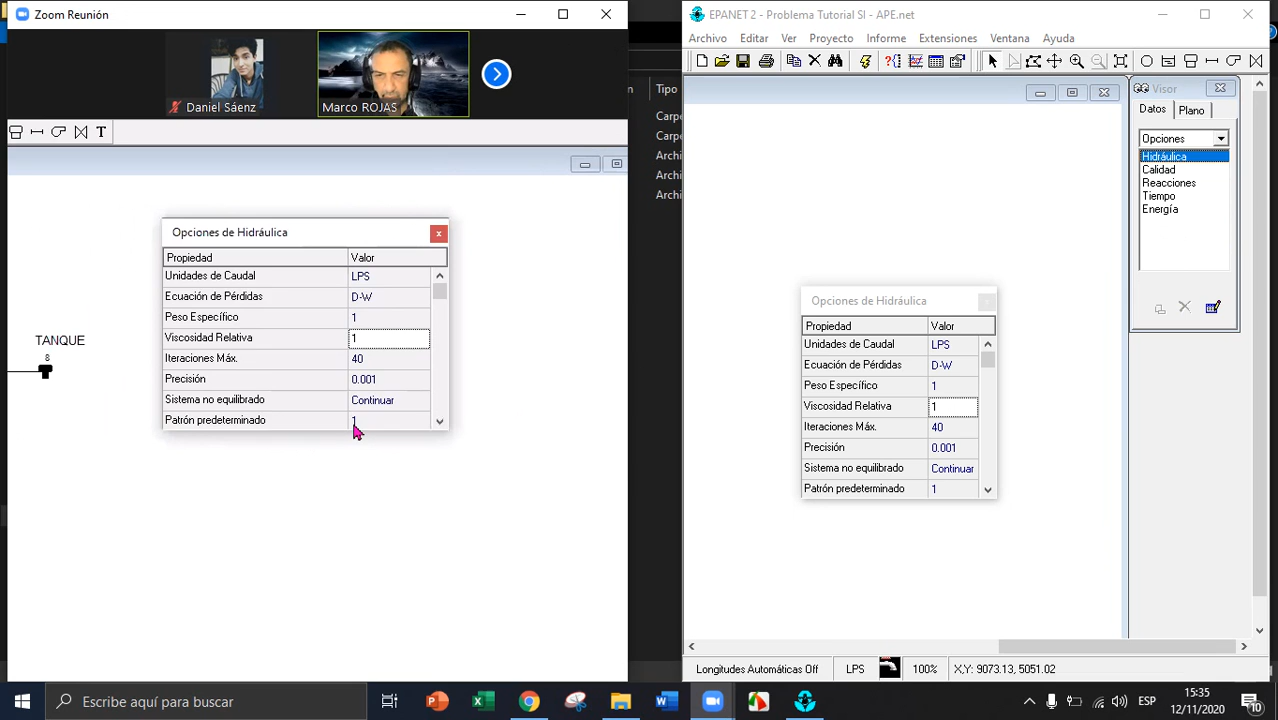 Zoom Reunión
Daniel Sáenz
Marco ROJAS
T
Opciones de Hidráulica
Propiedad Valor
Unidades de Caudal LPS
Ecuación de Pérdidas D-W
Peso Específico 1
Viscosidad Relativa 1
Iteraciones Máx. 40
Precisión 0.001
Sistema no equilibrado Continuar
Patrón predeterminado 1
TANQUE
8
Tipo
Carpe
Carpe
Archi
Archi
Archi
EPANET 2 - Problema Tutorial SI - APE.net
Archivo Editar Ver Proyecto Informe Extensiones Ventana Ayuda
Visor
Datos Plano
Opciones
Hidráulica
Calidad
Reacciones
Tiempo
Energía
Opciones de Hidráulica
Propiedad Valor
Unidades de Caudal LPS
Ecuación de Pérdidas D-W
Peso Específico 1
Viscosidad Relativa 1
Iteraciones Máx. 40
Precisión 0.001
Sistema no equilibrado Continuar
Patrón predeterminado 1
Longitudes Automáticas Off LPS 100% X,Y: 9073.13, 5051.02
Escribe aquí para buscar
ESP
15:35
12/11/2020
10